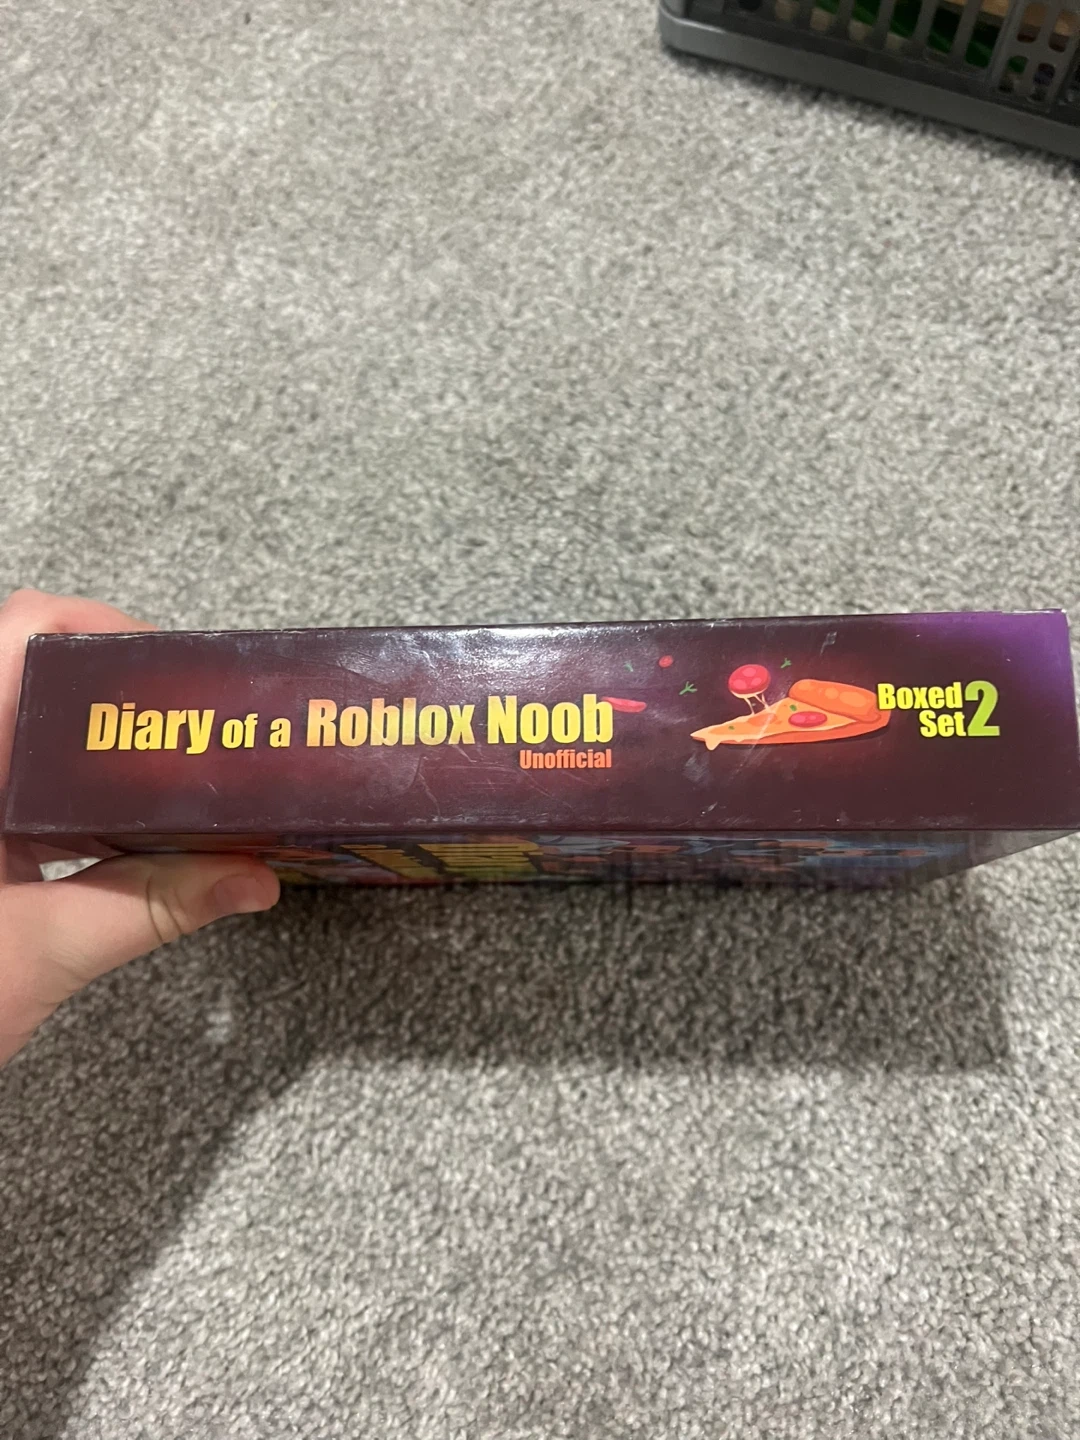 Diary of a Roblox Noob
Unofficial
Boxed
Set 2